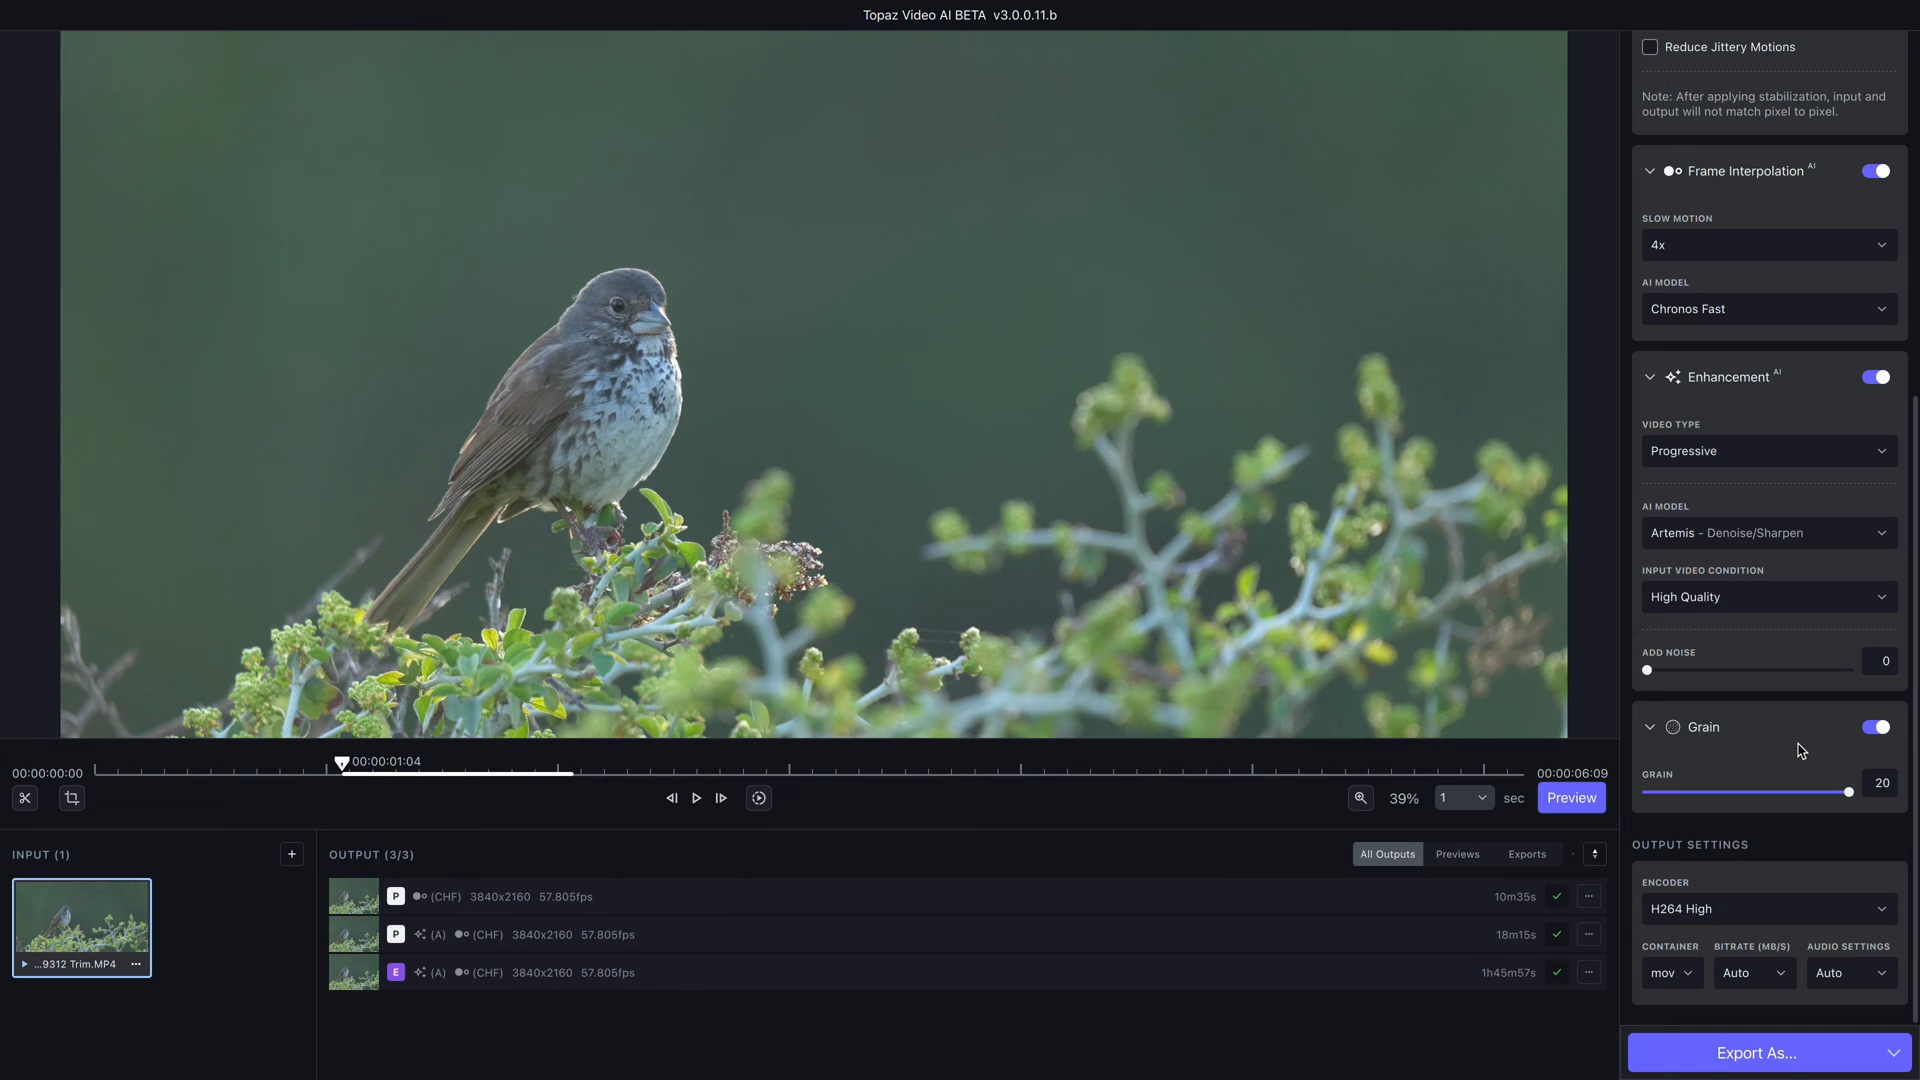 Topaz Video AI BETA v3.0.0.11.b
Reduce Jittery Motions
Note: After applying stabilization, input and
output will not match pixel to pixel.
Frame Interpolation AI
SLOW MOTION
4x
AI MODEL
Chronos Fast
Enhancement AI
VIDEO TYPE
Progressive
AI MODEL
Artemis - Denoise/Sharpen
INPUT VIDEO CONDITION
High Quality
ADD NOISE
0
Grain
GRAIN
20
OUTPUT SETTINGS
ENCODER
H264 High
CONTAINER BITRATE (MB/S) AUDIO SETTINGS
mov Auto Auto
Export As...
00:00:00:00
00:00:01:04
00:00:06:09
39%
1
sec
Preview
INPUT (1)
+
...9312 Trim.MP4
OUTPUT (3/3)
All Outputs Previews Exports
P (CHF) 3840x2160 57.805fps 10m35s
P (A) (CHF) 3840x2160 57.805fps 18m15s
E (A) (CHF) 3840x2160 57.805fps 1h45m57s